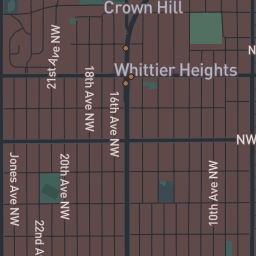 Crown Hill
21st Ave NW
N
Whittier Heights
18th Ave NW
16th Ave NW
NW
Jones Ave NW
20th Ave NW
10th Ave NW
22nd A